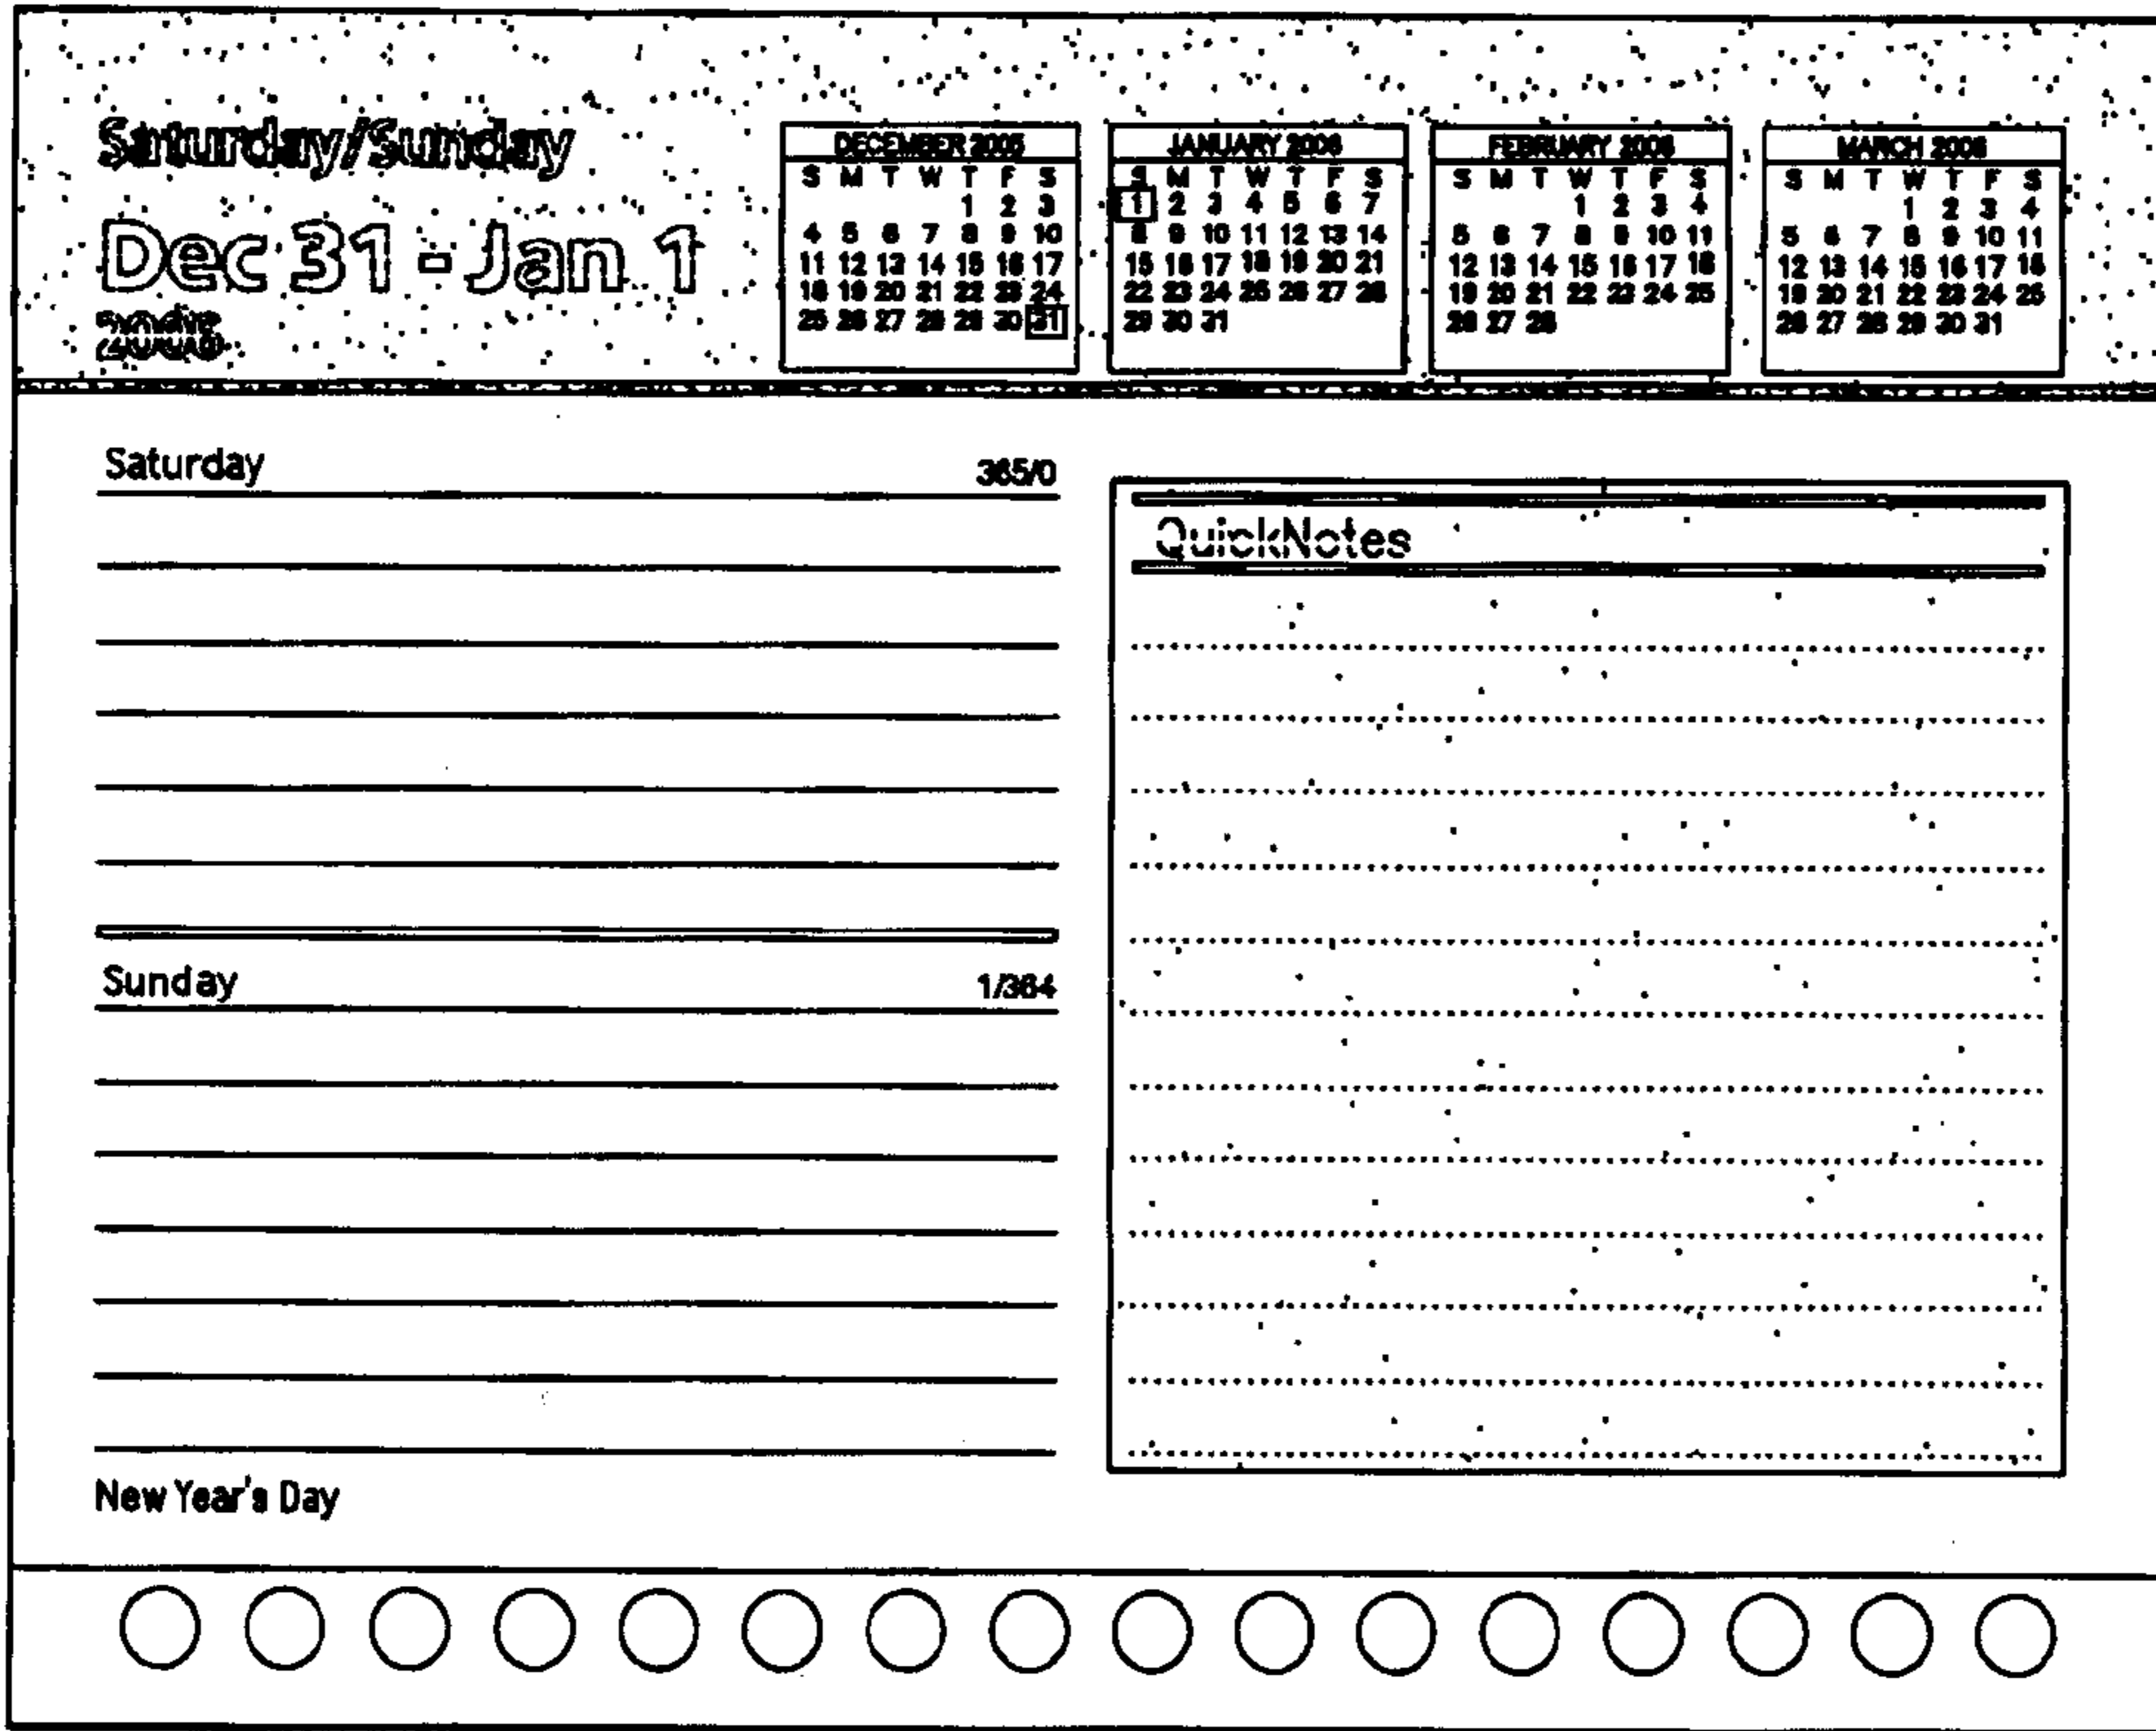 Saturday/Sunday
Dec 31 - Jan 1
DECEMBER 2005
S M T W T F S
1 2 3
4 5 6 7 8 9 10
11 12 13 14 15 16 17
18 19 20 21 22 23 24
25 26 27 28 29 30 31
JANUARY 2006
S M T W T F S
1 2 3 4 5 6 7
8 9 10 11 12 13 14
15 16 17 18 19 20 21
22 23 24 25 26 27 28
29 30 31
FEBRUARY 2006
S M T W T F S
1 2 3 4
5 6 7 8 9 10 11
12 13 14 15 16 17 18
19 20 21 22 23 24 25
26 27 28
MARCH 2006
S M T W T F S
1 2 3 4
5 6 7 8 9 10 11
12 13 14 15 16 17 18
19 20 21 22 23 24 25
26 27 28 29 30 31
Saturday 365/0
Sunday 1/364
New Year's Day
QuickNotes